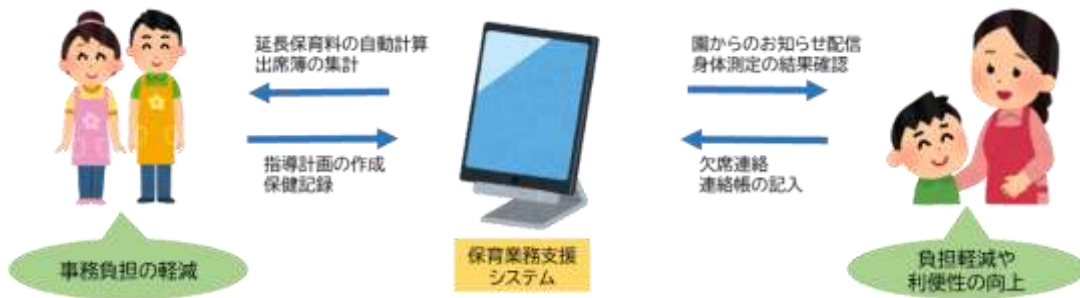 延長保育料の自動計算
出席簿の集計
指導計画の作成
保健記録
事務負担の軽減
保育業務支援
システム
園からのお知らせ配信
身体測定の結果確認
欠席連絡
連絡帳の記入
負担軽減や
利便性の向上